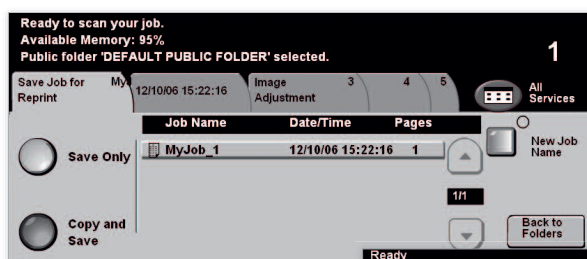 Ready to scan your job.
Available Memory: 95%
Public folder 'DEFAULT PUBLIC FOLDER' selected.
1
Save Job for Reprint
My
12/10/06 15:22:16
Image Adjustment
3
4
5
All Services
Job Name Date/Time Pages
Save Only
MyJob_1 12/10/06 15:22:16 1
New Job Name
1/1
Copy and Save
Back to Folders
Ready